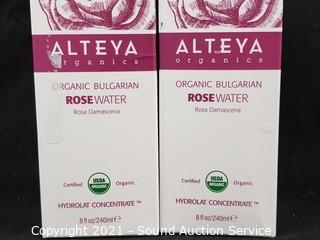 ALTEYA
organics
ORGANIC BULGARIAN
ROSE WATER
Rosa Damascena
Certified USDA ORGANIC Organic
HYDROLAT CONCENTRATE™
8 fl oz/240ml e
ALTEYA
organics
ORGANIC BULGARIAN
ROSE WATER
Rosa Damascena
Certified USDA ORGANIC Organic
HYDROLAT CONCENTRATE™
8 fl oz/240ml e
Copyright 2021 - Sound Auction Service